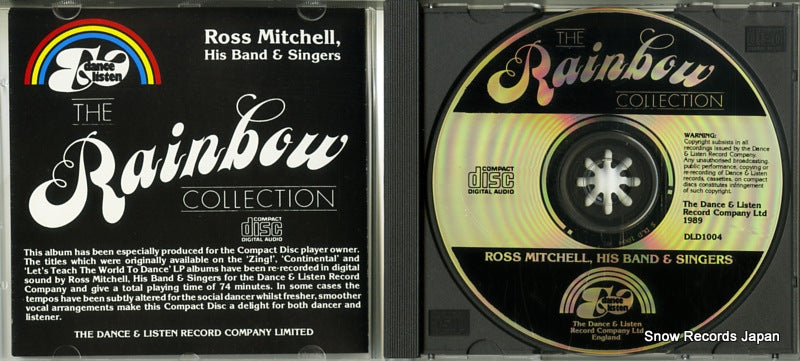 dance
& listen
Ross Mitchell,
His Band & Singers
THE
Rainbow
COLLECTION
COMPACT
disc
DIGITAL AUDIO
This album has been especially produced for the Compact Disc player owner.
The titles which were originally available on the 'Zing!', 'Continental' and
'Let's Teach The World To Dance' LP albums have been re-recorded in digital
sound by Ross Mitchell, His Band & Singers for the Dance & Listen Record
Company and give a total playing time of 74 minutes. In some cases the
tempos have been subtly altered for the social dancer whilst fresher, smoother
vocal arrangements make this Compact Disc a delight for both dancer and
listener.
THE DANCE & LISTEN RECORD COMPANY LIMITED
THE
Rainbow
COLLECTION
COMPACT
disc
DIGITAL AUDIO
WARNING:
Copyright subsists in all
recordings issued by the Dance
& Listen Record Company.
Any unauthorised broadcasting,
public performance, copying or
re-recording of Dance & Listen
records, cassettes, on compact
discs constitutes infringement
of such copyright.
The Dance & Listen
Record Company Ltd
1989
DLD1004
ROSS MITCHELL, HIS BAND & SINGERS
dance
& listen
The Dance & Listen
Record Company Ltd
England
Snow Records Japan